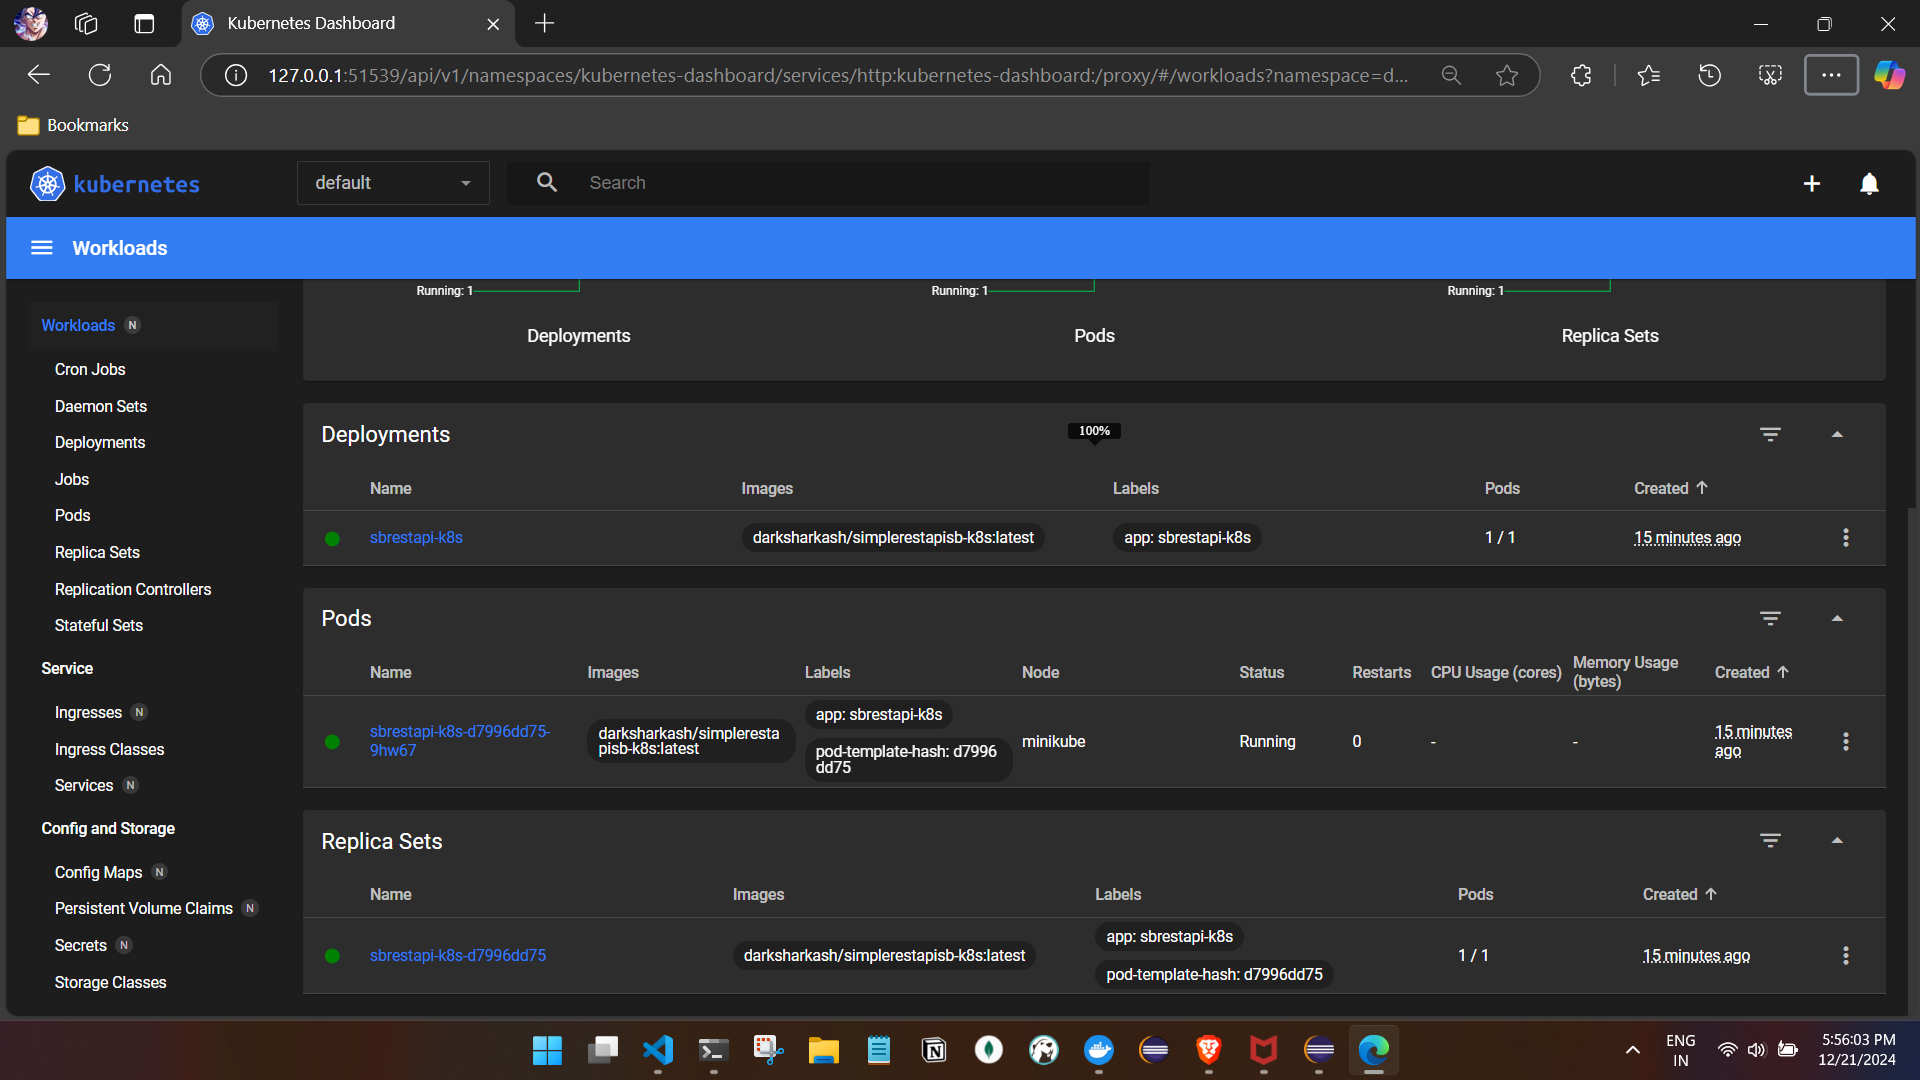 Kubernetes Dashboard
127.0.0.1:51539/api/v1/namespaces/kubernetes-dashboard/services/http:kubernetes-dashboard:/proxy/#/workloads?namespace=d...
Bookmarks
kubernetes
default
Search
Workloads
Workloads N
Cron Jobs
Daemon Sets
Deployments
Jobs
Pods
Replica Sets
Replication Controllers
Stateful Sets
Service
Ingresses N
Ingress Classes
Services N
Config and Storage
Config Maps N
Persistent Volume Claims N
Secrets N
Storage Classes
Running: 1
Running: 1
Running: 1
Deployments
Pods
Replica Sets
Deployments
100%
Name Images Labels Pods Created
sbrestapi-k8s darksharkash/simplerestapisb-k8s:latest app: sbrestapi-k8s 1 / 1 15 minutes ago
Pods
Name Images Labels Node Status Restarts CPU Usage (cores) Memory Usage
(bytes) Created
sbrestapi-k8s-d7996dd75-
9hw67
darksharkash/simpleresta
pisb-k8s:latest
app: sbrestapi-k8s
pod-template-hash: d7996
dd75
minikube Running 0 - - 15 minutes
ago
Replica Sets
Name Images Labels Pods Created
sbrestapi-k8s-d7996dd75 darksharkash/simplerestapisb-k8s:latest
app: sbrestapi-k8s
pod-template-hash: d7996dd75
1 / 1 15 minutes ago
ENG
IN
5:56:03 PM
12/21/2024